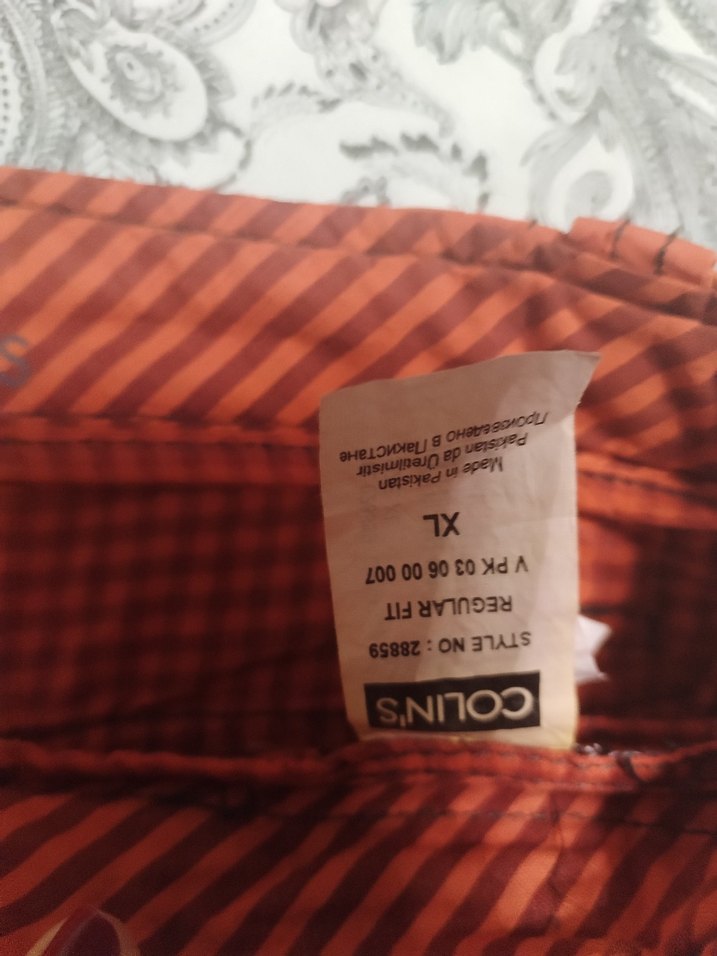 COLIN'S
STYLE NO : 28859
REGULAR FIT
V PK 03 06 00 007
XL
Made in Pakistan
Pakistan da Üretilmistir
Произведено в Пакистане